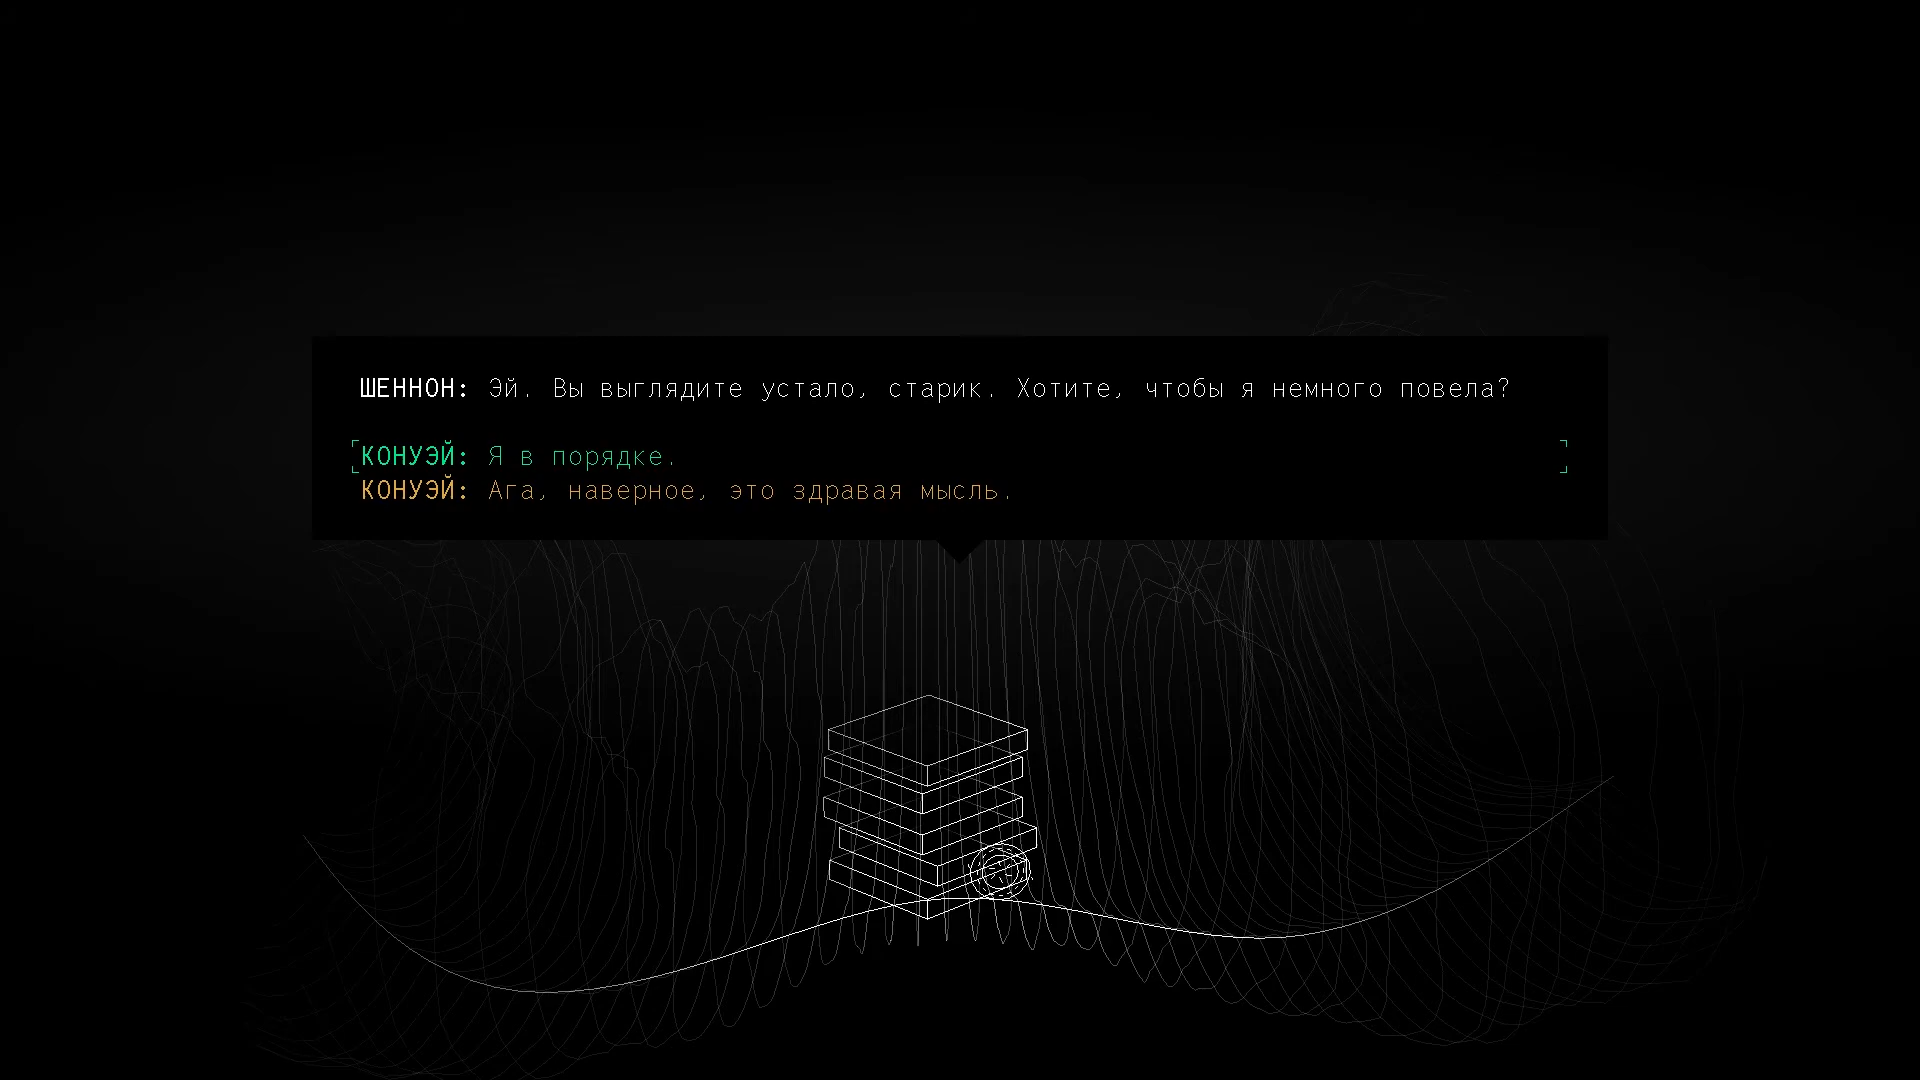 ШЕННОН: Эй. Вы выглядите устало, старик. Хотите, чтобы я немного повела?
КОНУЭЙ: Я в порядке.
КОНУЭЙ: Ага, наверное, это здравая мысль.